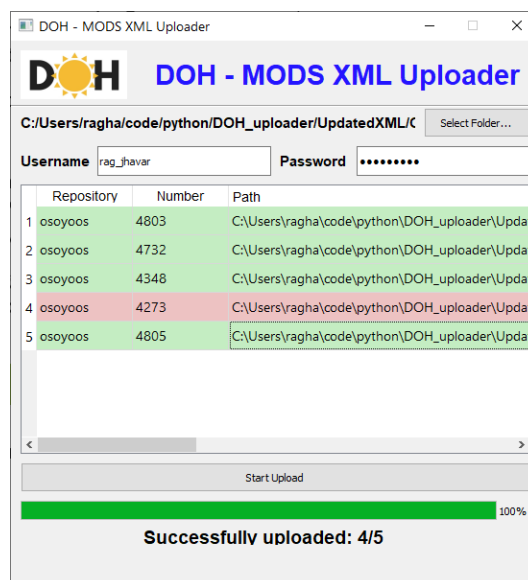 DOH - MODS XML Uploader
DOH DOH - MODS XML Uploader
C:/Users/ragha/code/python/DOH_uploader/UpdatedXML/ Select Folder...
Username rag_jhavar Password •••••••••
Repository Number Path
1 osoyoos 4803 C:\Users\ragha\code\python\DOH_uploader\Upda
2 osoyoos 4732 C:\Users\ragha\code\python\DOH_uploader\Upda
3 osoyoos 4348 C:\Users\ragha\code\python\DOH_uploader\Upda
4 osoyoos 4273 C:\Users\ragha\code\python\DOH_uploader\Upda
5 osoyoos 4805 C:\Users\ragha\code\python\DOH_uploader\Upda
Start Upload
100%
Successfully uploaded: 4/5